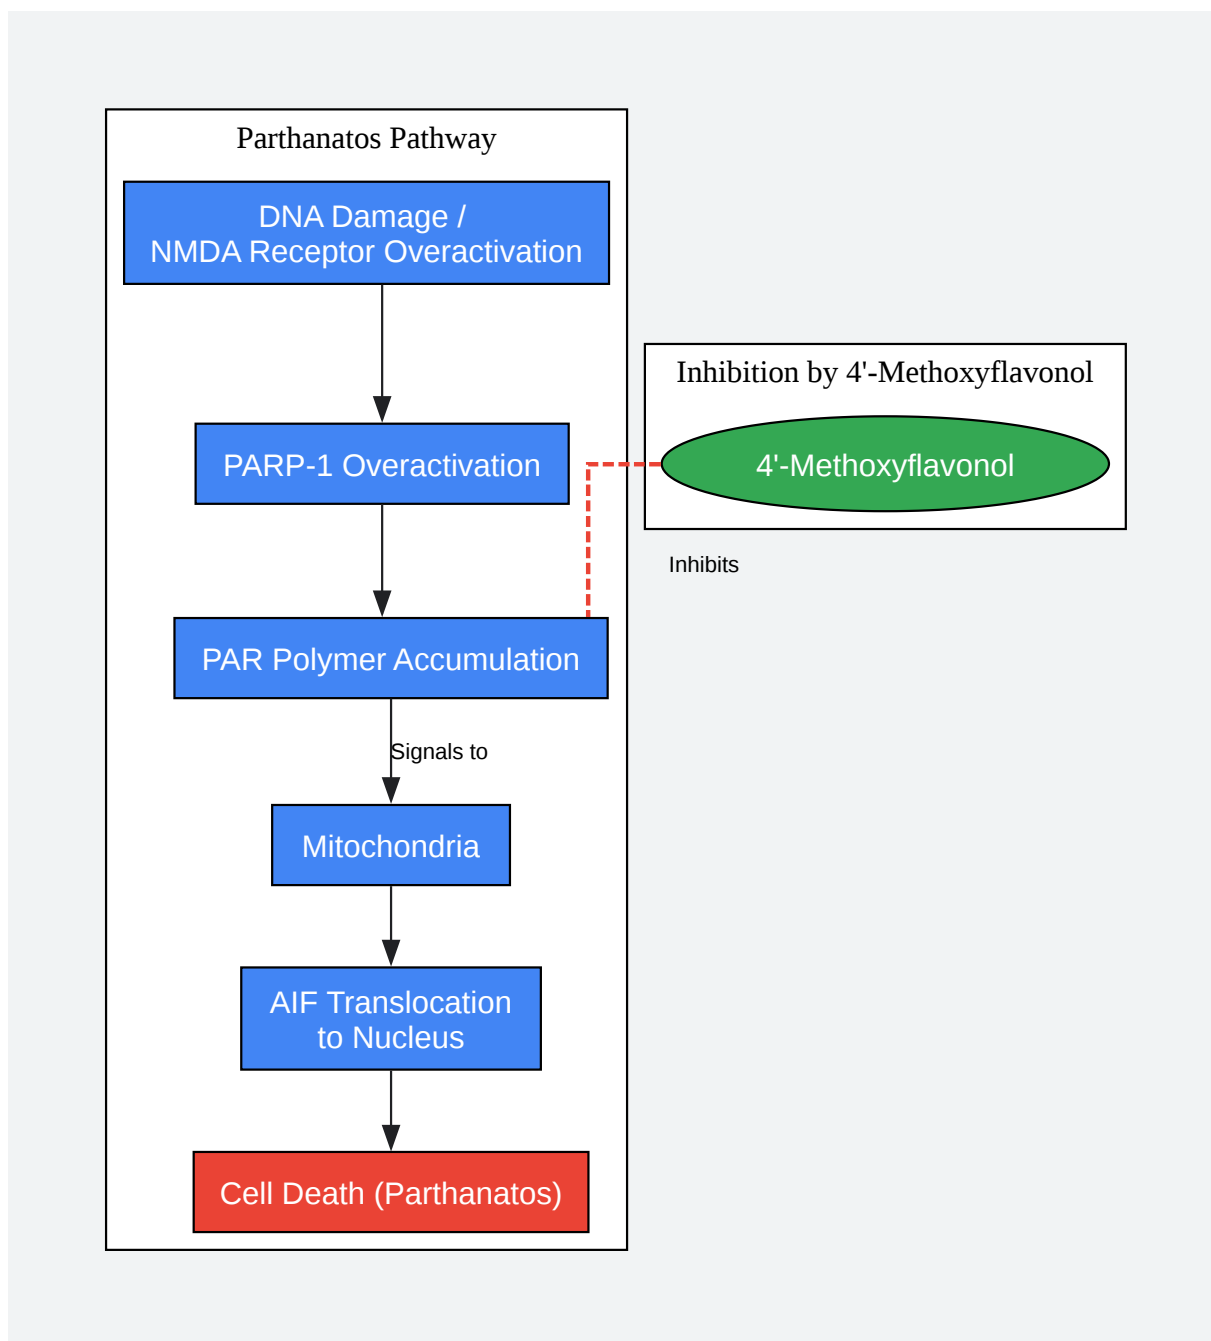 Parthanatos Pathway
DNA Damage /
NMDA Receptor Overactivation
Inhibition by 4'-Methoxyflavonol
PARP-1 Overactivation
4'-Methoxyflavonol
Inhibits
PAR Polymer Accumulation
Signals to
Mitochondria
AIF Translocation
to Nucleus
Cell Death (Parthanatos)